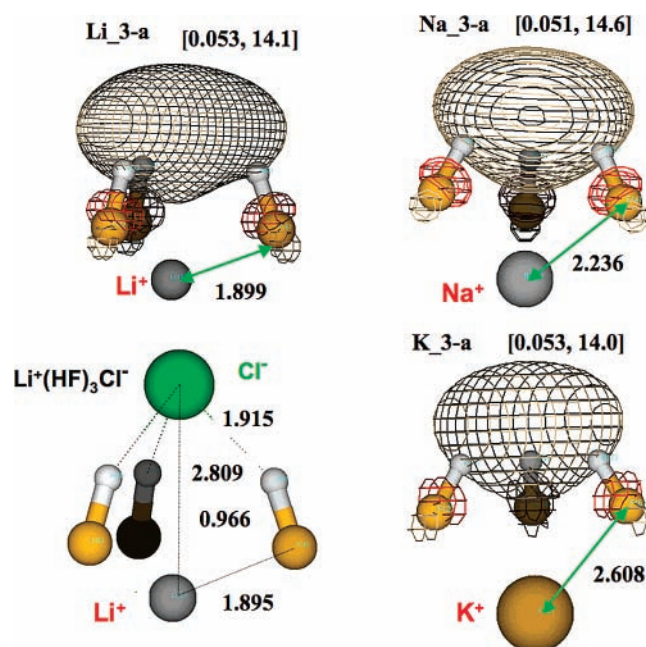 Li_3-a [0.053, 14.1]
Li⁺
1.899
Na_3-a [0.051, 14.6]
2.236
Na⁺
Li⁺(HF)₃Cl⁻
Cl⁻
1.915
2.809
0.966
1.895
Li⁺
K_3-a [0.053, 14.0]
2.608
K⁺